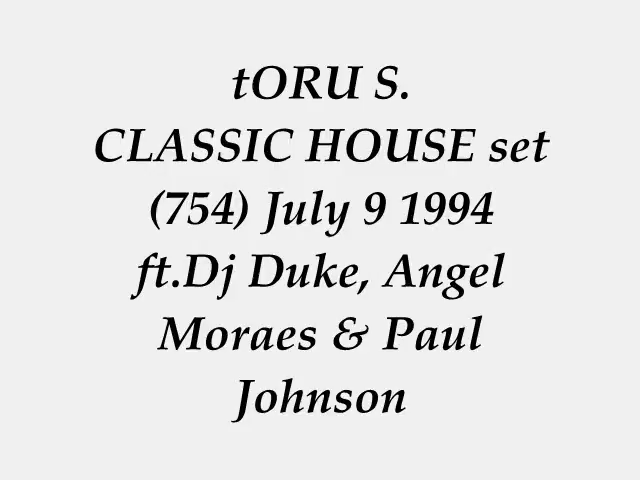 tORU S.
CLASSIC HOUSE set
(754) July 9 1994
ft.Dj Duke, Angel
Moraes & Paul
Johnson